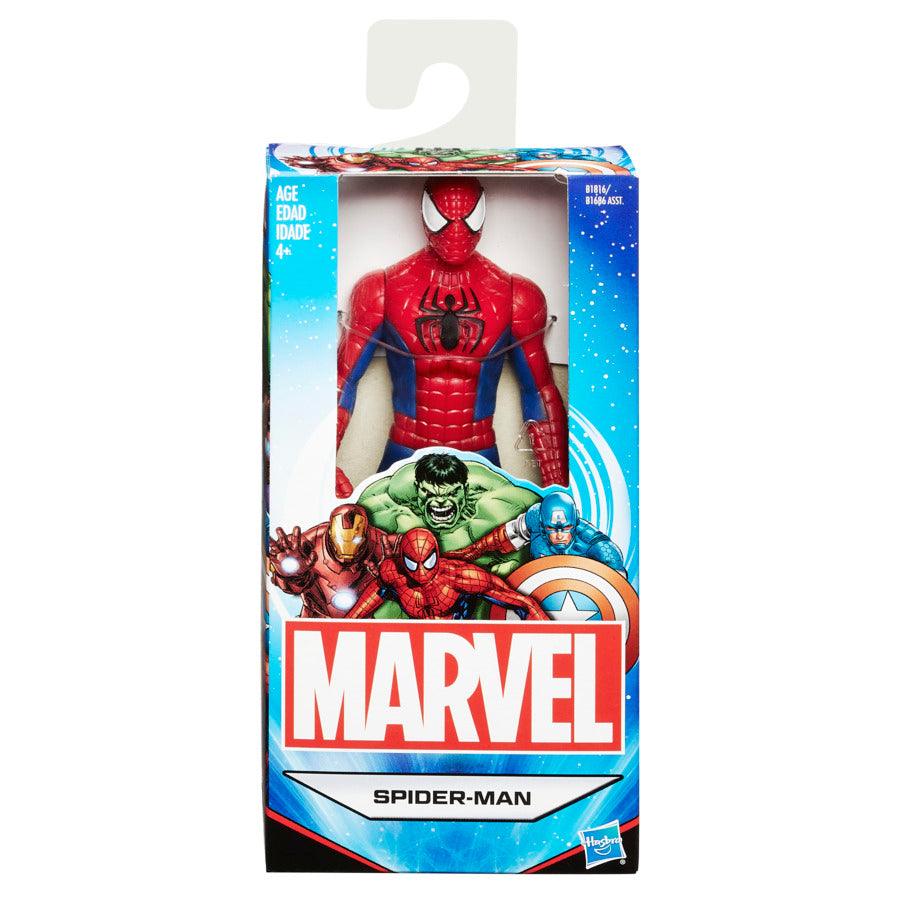 AGE
EDAD
IDADE
4+
B1816/
B1686 ASST.
MARVEL
SPIDER-MAN
Hasbro
®